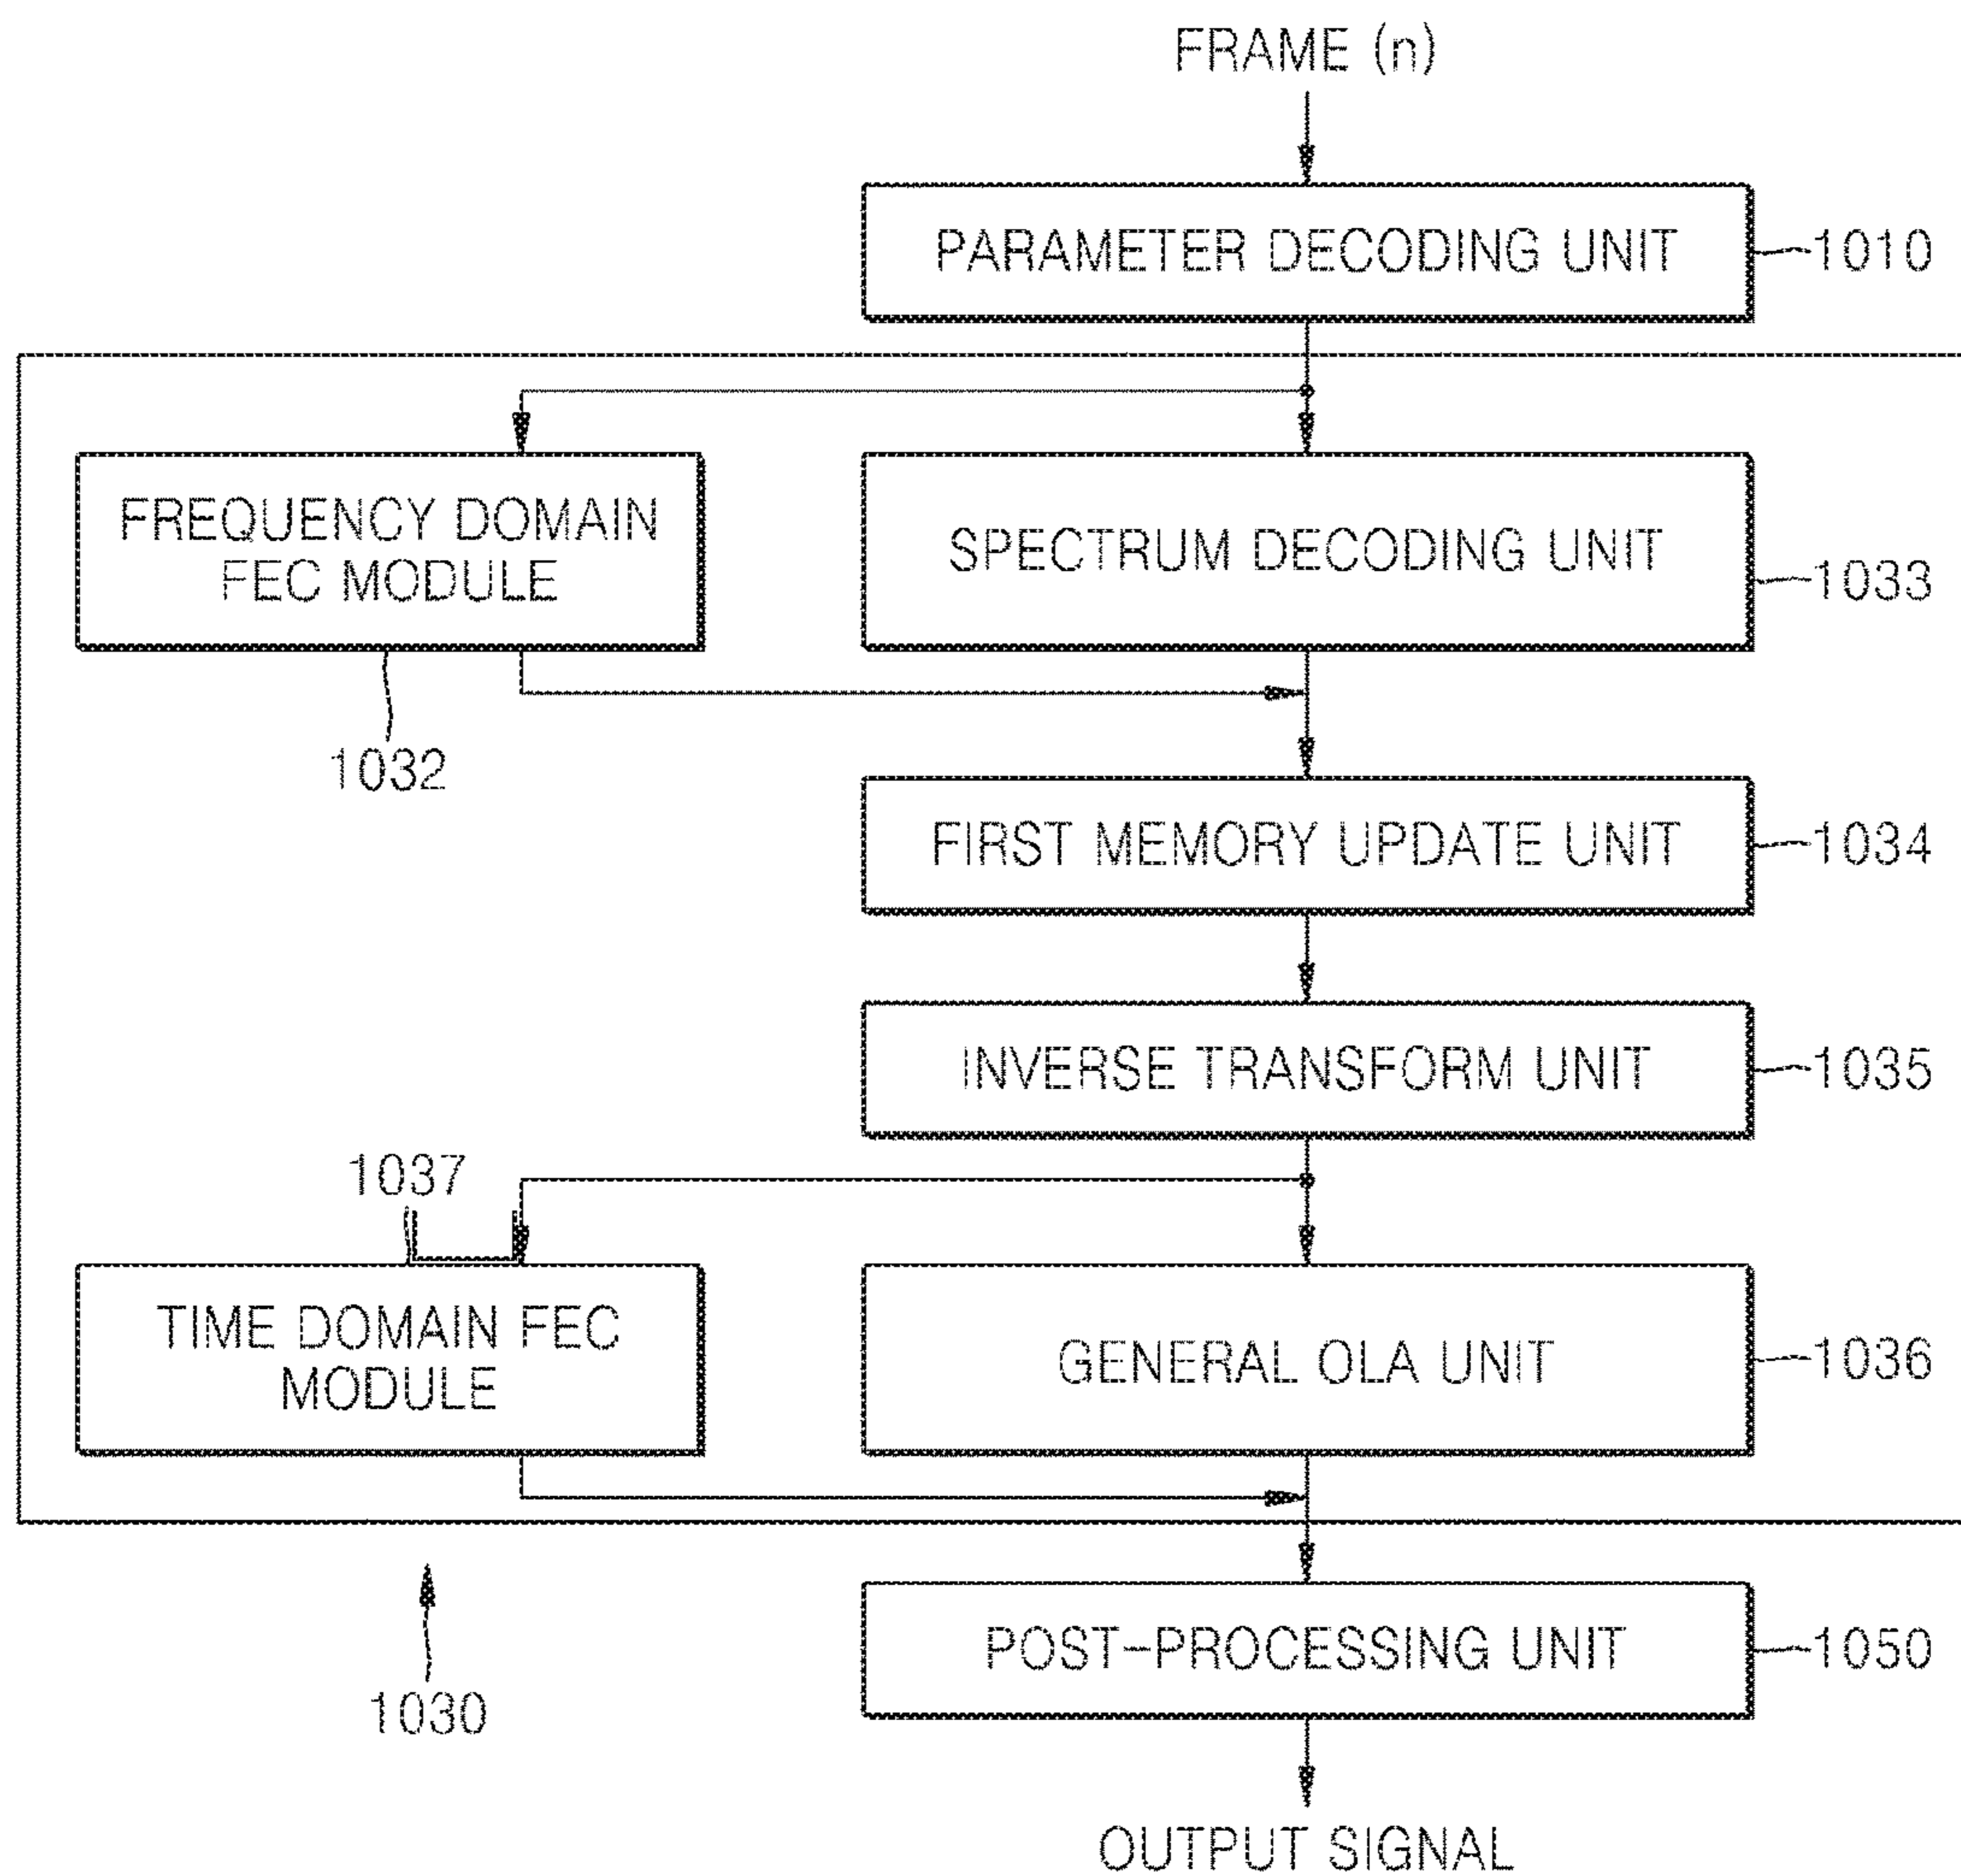 FRAME (n)
PARAMETER DECODING UNIT
1010
FREQUENCY DOMAIN
FEC MODULE
1032
SPECTRUM DECODING UNIT
1033
FIRST MEMORY UPDATE UNIT
1034
INVERSE TRANSFORM UNIT
1035
1037
TIME DOMAIN FEC
MODULE
GENERAL OLA UNIT
1036
1030
POST-PROCESSING UNIT
1050
OUTPUT SIGNAL